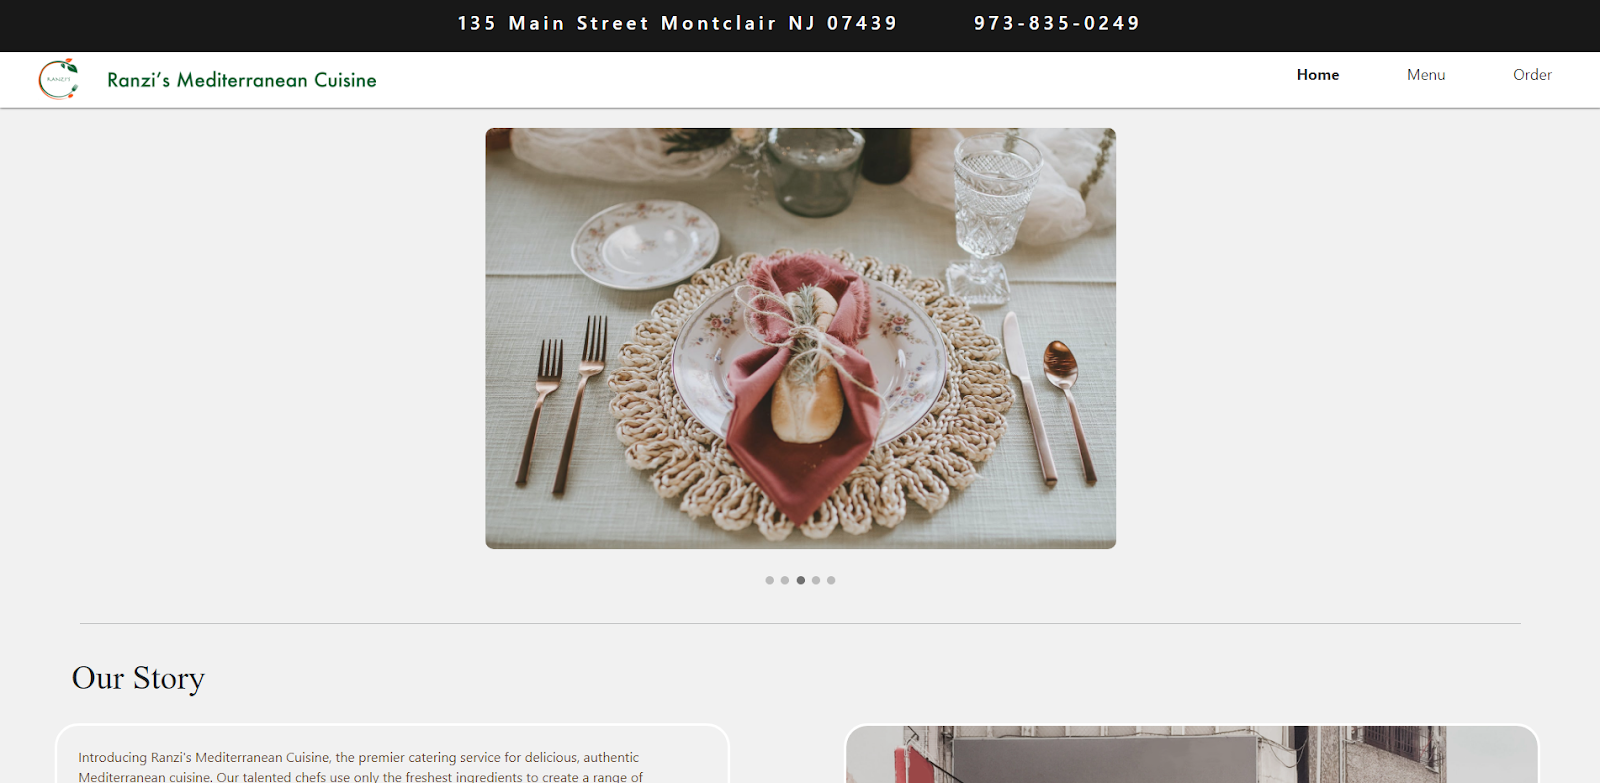 135 Main Street Montclair NJ 07439 973-835-0249
RANZI'S
Ranzi's Mediterranean Cuisine
Home Menu Order
Our Story
Introducing Ranzi's Mediterranean Cuisine, the premier catering service for delicious, authentic
Mediterranean cuisine. Our talented chefs use only the freshest ingredients to create a range of